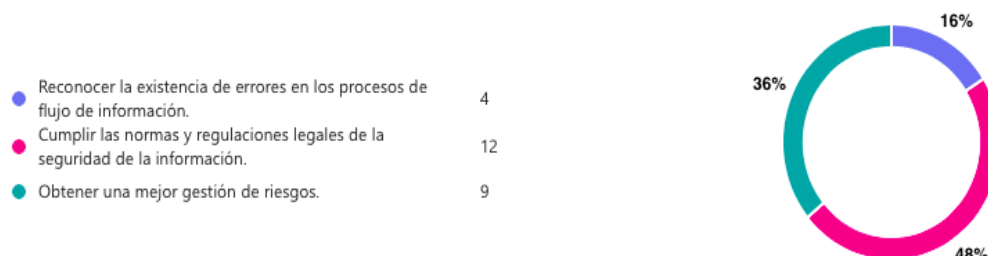 16%
36%
Reconocer la existencia de errores en los procesos de
flujo de información.
4
Cumplir las normas y regulaciones legales de la
seguridad de la información.
12
Obtener una mejor gestión de riesgos.
9
48%